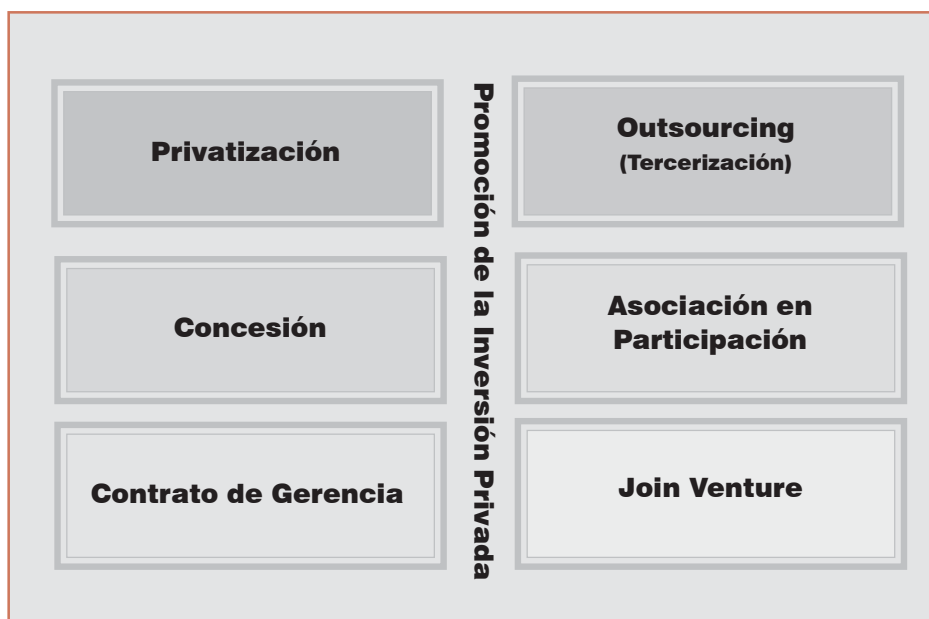 Privatización
Concesión
Contrato de Gerencia
Promoción de la Inversión Privada
Outsourcing
(Tercerización)
Asociación en
Participación
Join Venture